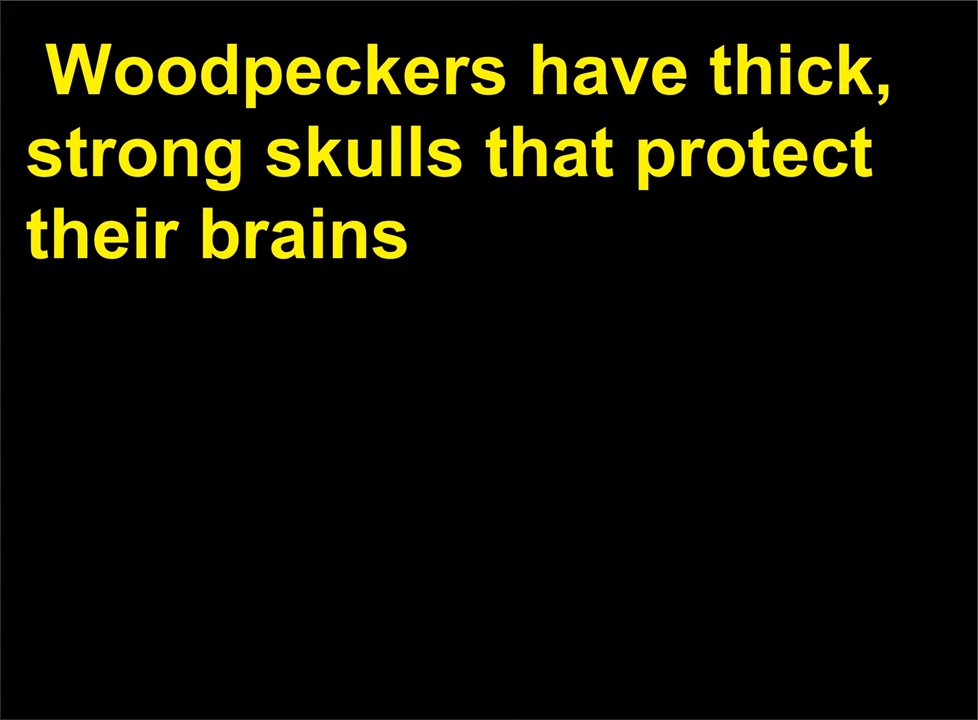 Woodpeckers have thick,
strong skulls that protect
their brains